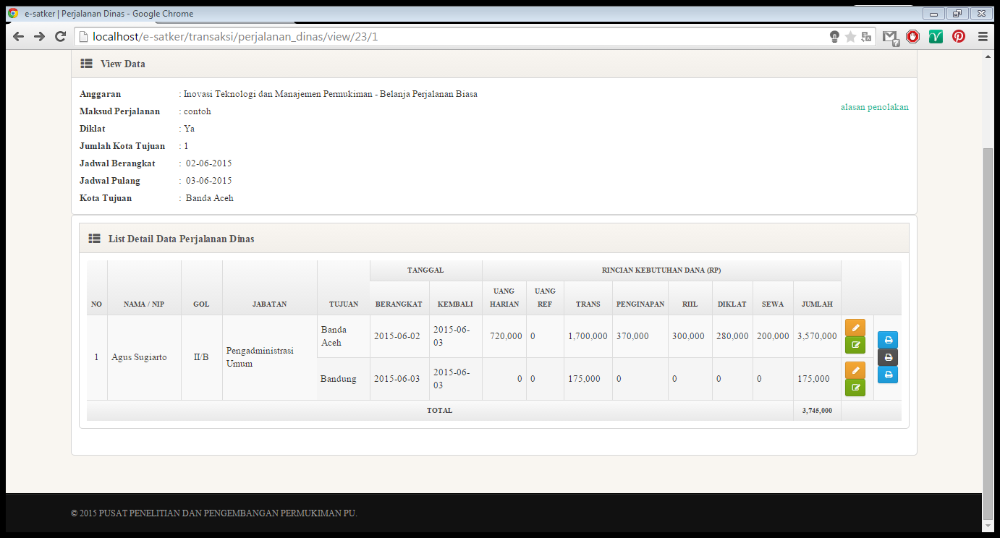 e-satker | Perjalanan Dinas - Google Chrome
localhost/e-satker/transaksi/perjalanan_dinas/view/23/1
View Data
Anggaran : Inovasi Teknologi dan Manajemen Permukiman - Belanja Perjalanan Biasa
Maksud Perjalanan : contoh
alasan penolakan
Diklat : Ya
Jumlah Kota Tujuan : 1
Jadwal Berangkat : 02-06-2015
Jadwal Pulang : 03-06-2015
Kota Tujuan : Banda Aceh
List Detail Data Perjalanan Dinas
TANGGAL RINCIAN KEBUTUHAN DANA (RP)
NO NAMA / NIP GOL JABATAN TUJUAN BERANGKAT KEMBALI UANG HARIAN UANG REF TRANS PENGINAPAN RIIL DIKLAT SEWA JUMLAH
1 Agus Sugiarto II/B Pengadministrasi Umum Banda Aceh 2015-06-02 2015-06-03 720,000 0 1,700,000 370,000 300,000 280,000 200,000 3,570,000
Bandung 2015-06-03 2015-06-03 0 0 175,000 0 0 0 0 175,000
TOTAL 3,745,000
© 2015 PUSAT PENELITIAN DAN PENGEMBANGAN PERMUKIMAN PU.